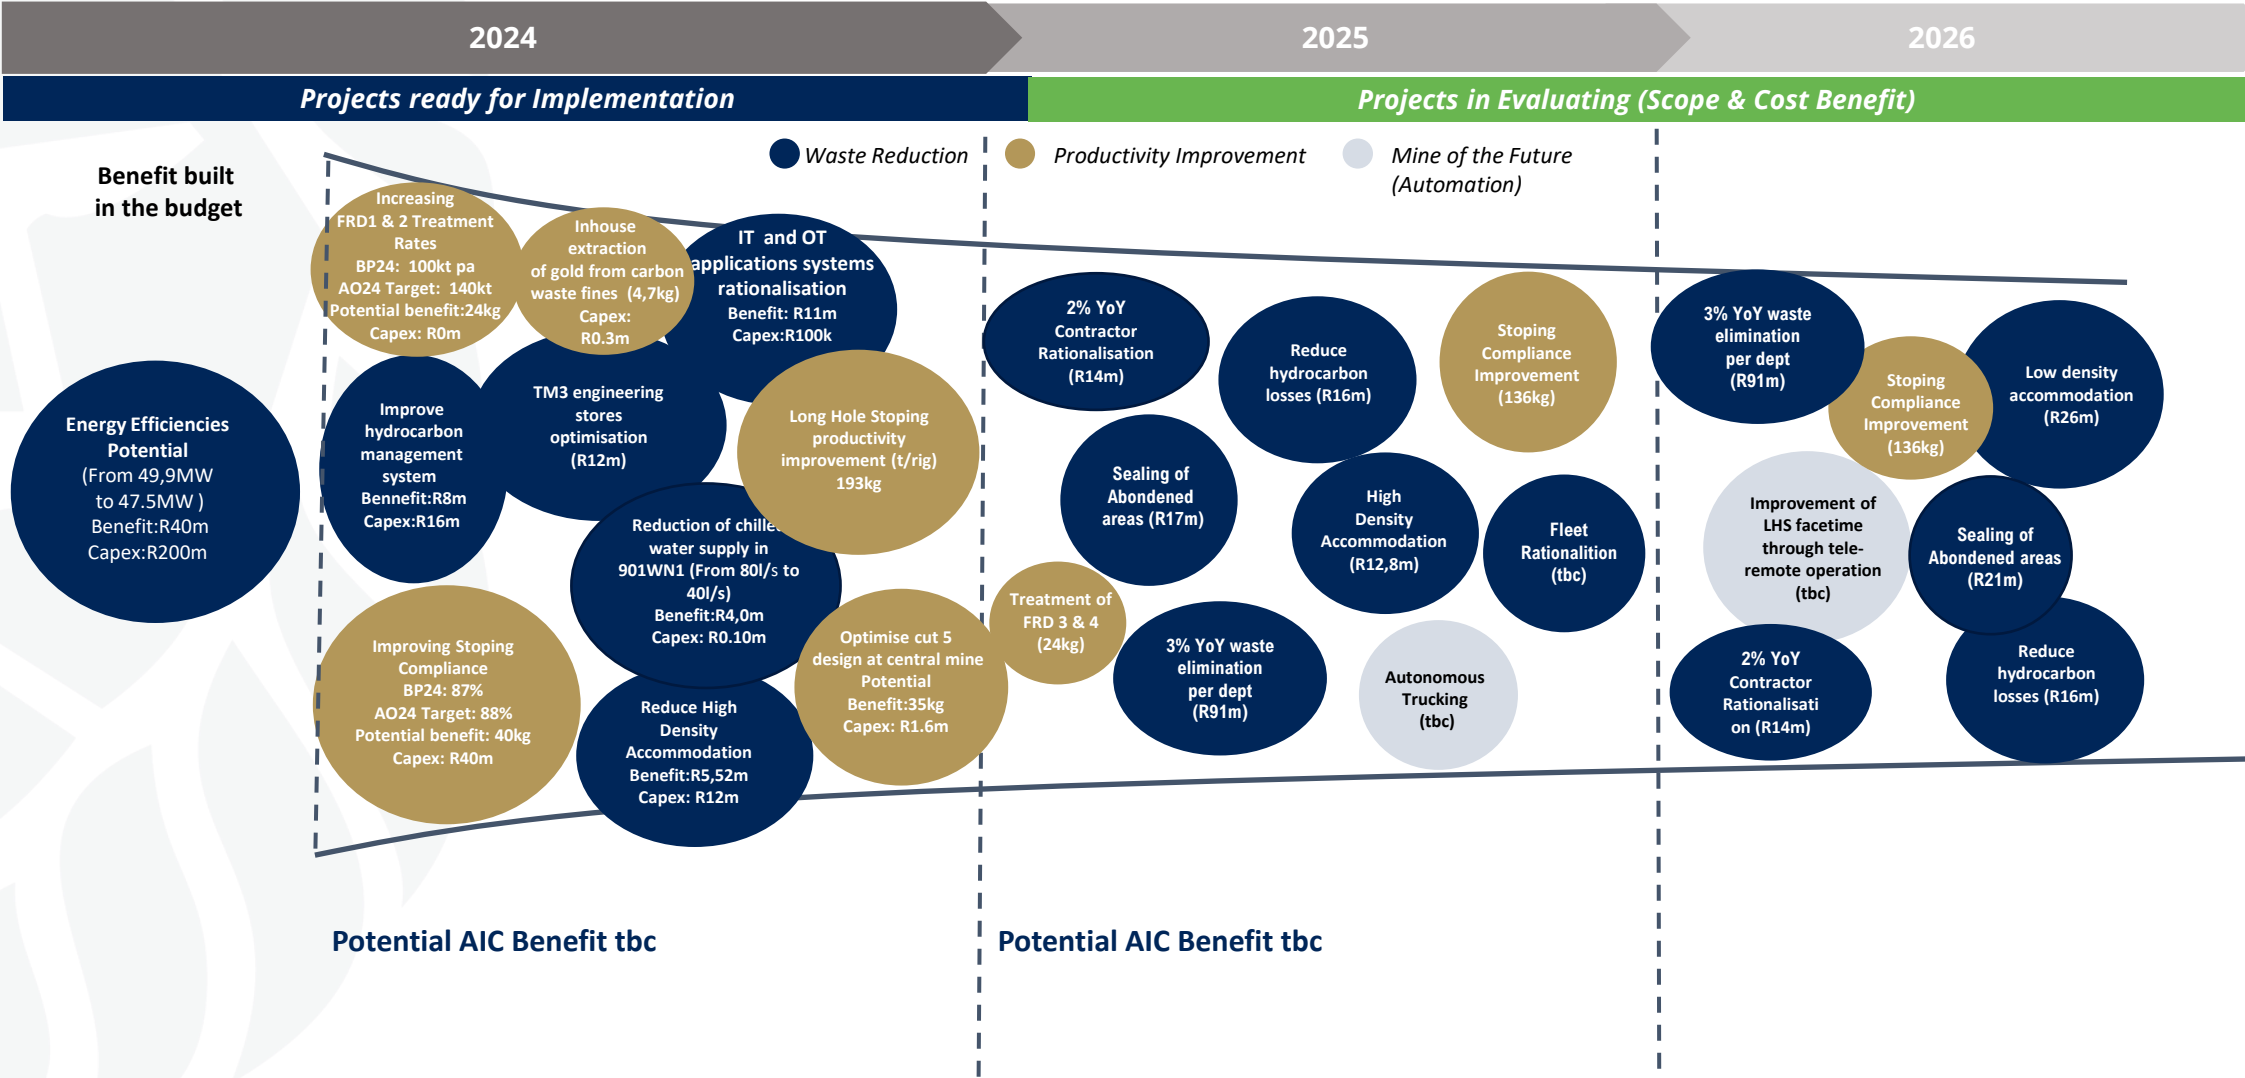 2024
2025
2026
Projects ready for Implementation
Projects in Evaluating (Scope & Cost Benefit)
Waste Reduction
Productivity Improvement
Mine of the Future
(Automation)
Benefit built
in the budget
Energy Efficiencies
Potential
(From 49,9MW
to 47.5MW )
Benefit:R40m
Capex:R200m
Increasing
FRD1 & 2 Treatment
Rates
BP24:  100kt pa
AO24 Target:  140kt
Potential benefit:24kg
Capex: R0m
Inhouse
extraction
of gold from carbon
waste fines  (4,7kg)
Capex:
R0.3m
IT  and OT
applications systems
rationalisation
Benefit: R11m
Capex:R100k
Improve
hydrocarbon
management
system
Bennefit:R8m
Capex:R16m
TM3 engineering
stores
optimisation
(R12m)
Long Hole Stoping
productivity
improvement (t/rig)
193kg
Reduction of chille
water supply in
901WN1 (From 80l/s to
40l/s)
Benefit:R4,0m
Capex: R0.10m
Improving Stoping
Compliance
BP24: 87%
AO24 Target: 88%
Potential benefit: 40kg
Capex: R40m
Reduce High
Density
Accommodation
Benefit:R5,52m
Capex: R12m
Optimise cut 5
design at central mine
Potential
Benefit:35kg
Capex: R1.6m
2% YoY
Contractor
Rationalisation
(R14m)
Reduce
hydrocarbon
losses (R16m)
Stoping
Compliance
Improvement
(136kg)
Sealing of
Abondened
areas (R17m)
High
Density
Accommodation
(R12,8m)
Fleet
Rationalition
(tbc)
Treatment of
FRD 3 & 4
(24kg)
3% YoY waste
elimination
per dept
(R91m)
Autonomous
Trucking
(tbc)
3% YoY waste
elimination
per dept
(R91m)
Stoping
Compliance
Improvement
(136kg)
Low density
accommodation
(R26m)
Improvement of
LHS facetime
through tele-
remote operation
(tbc)
Sealing of
Abondened areas
(R21m)
2% YoY
Contractor
Rationalisati
on (R14m)
Reduce
hydrocarbon
losses (R16m)
Potential AIC Benefit tbc
Potential AIC Benefit tbc